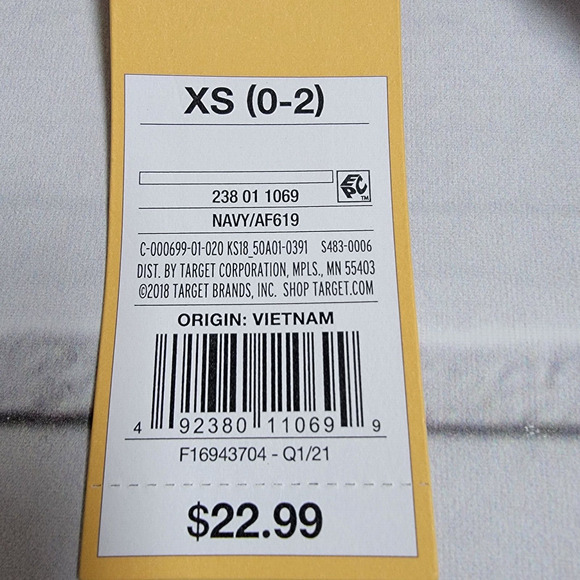 XS (0-2)
EPC TM
238 01 1069
NAVY/AF619
C-000699-01-020 KS18_50A01-0391 S483-0006
DIST. BY TARGET CORPORATION, MPLS., MN 55403
©2018 TARGET BRANDS, INC. SHOP TARGET.COM
ORIGIN: VIETNAM
4 92380 11069 9
F16943704 - Q1/21
$22.99